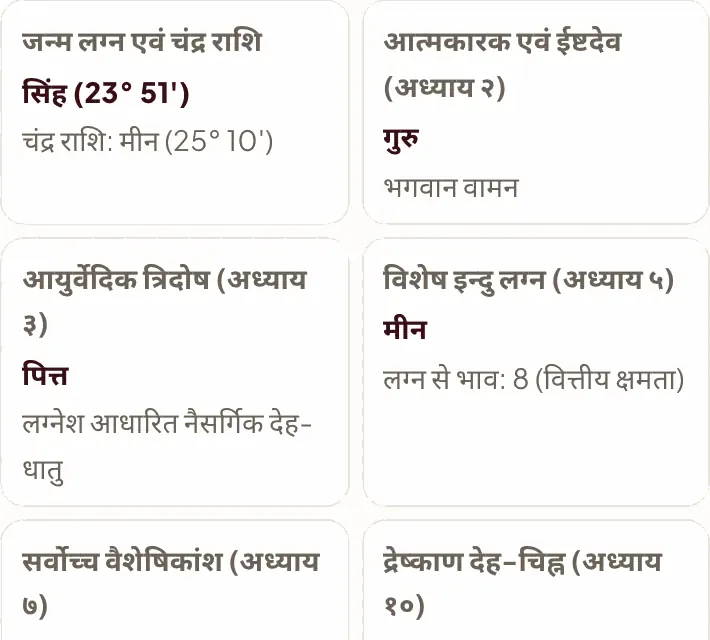 जन्म लग्न एवं चंद्र राशि
सिंह (23° 51')
चंद्र राशि: मीन (25° 10')
आत्मकारक एवं ईष्टदेव
(अध्याय २)
गुरु
भगवान वामन
आयुर्वेदिक त्रिदोष (अध्याय
३)
पित्त
लग्नेश आधारित नैसर्गिक देह-
धातु
विशेष इन्दु लग्न (अध्याय ५)
मीन
लग्न से भाव: 8 (वित्तीय क्षमता)
सर्वोच्च वैशेषिकांश (अध्याय
७)
द्रेष्काण देह-चिह्न (अध्याय
१०)